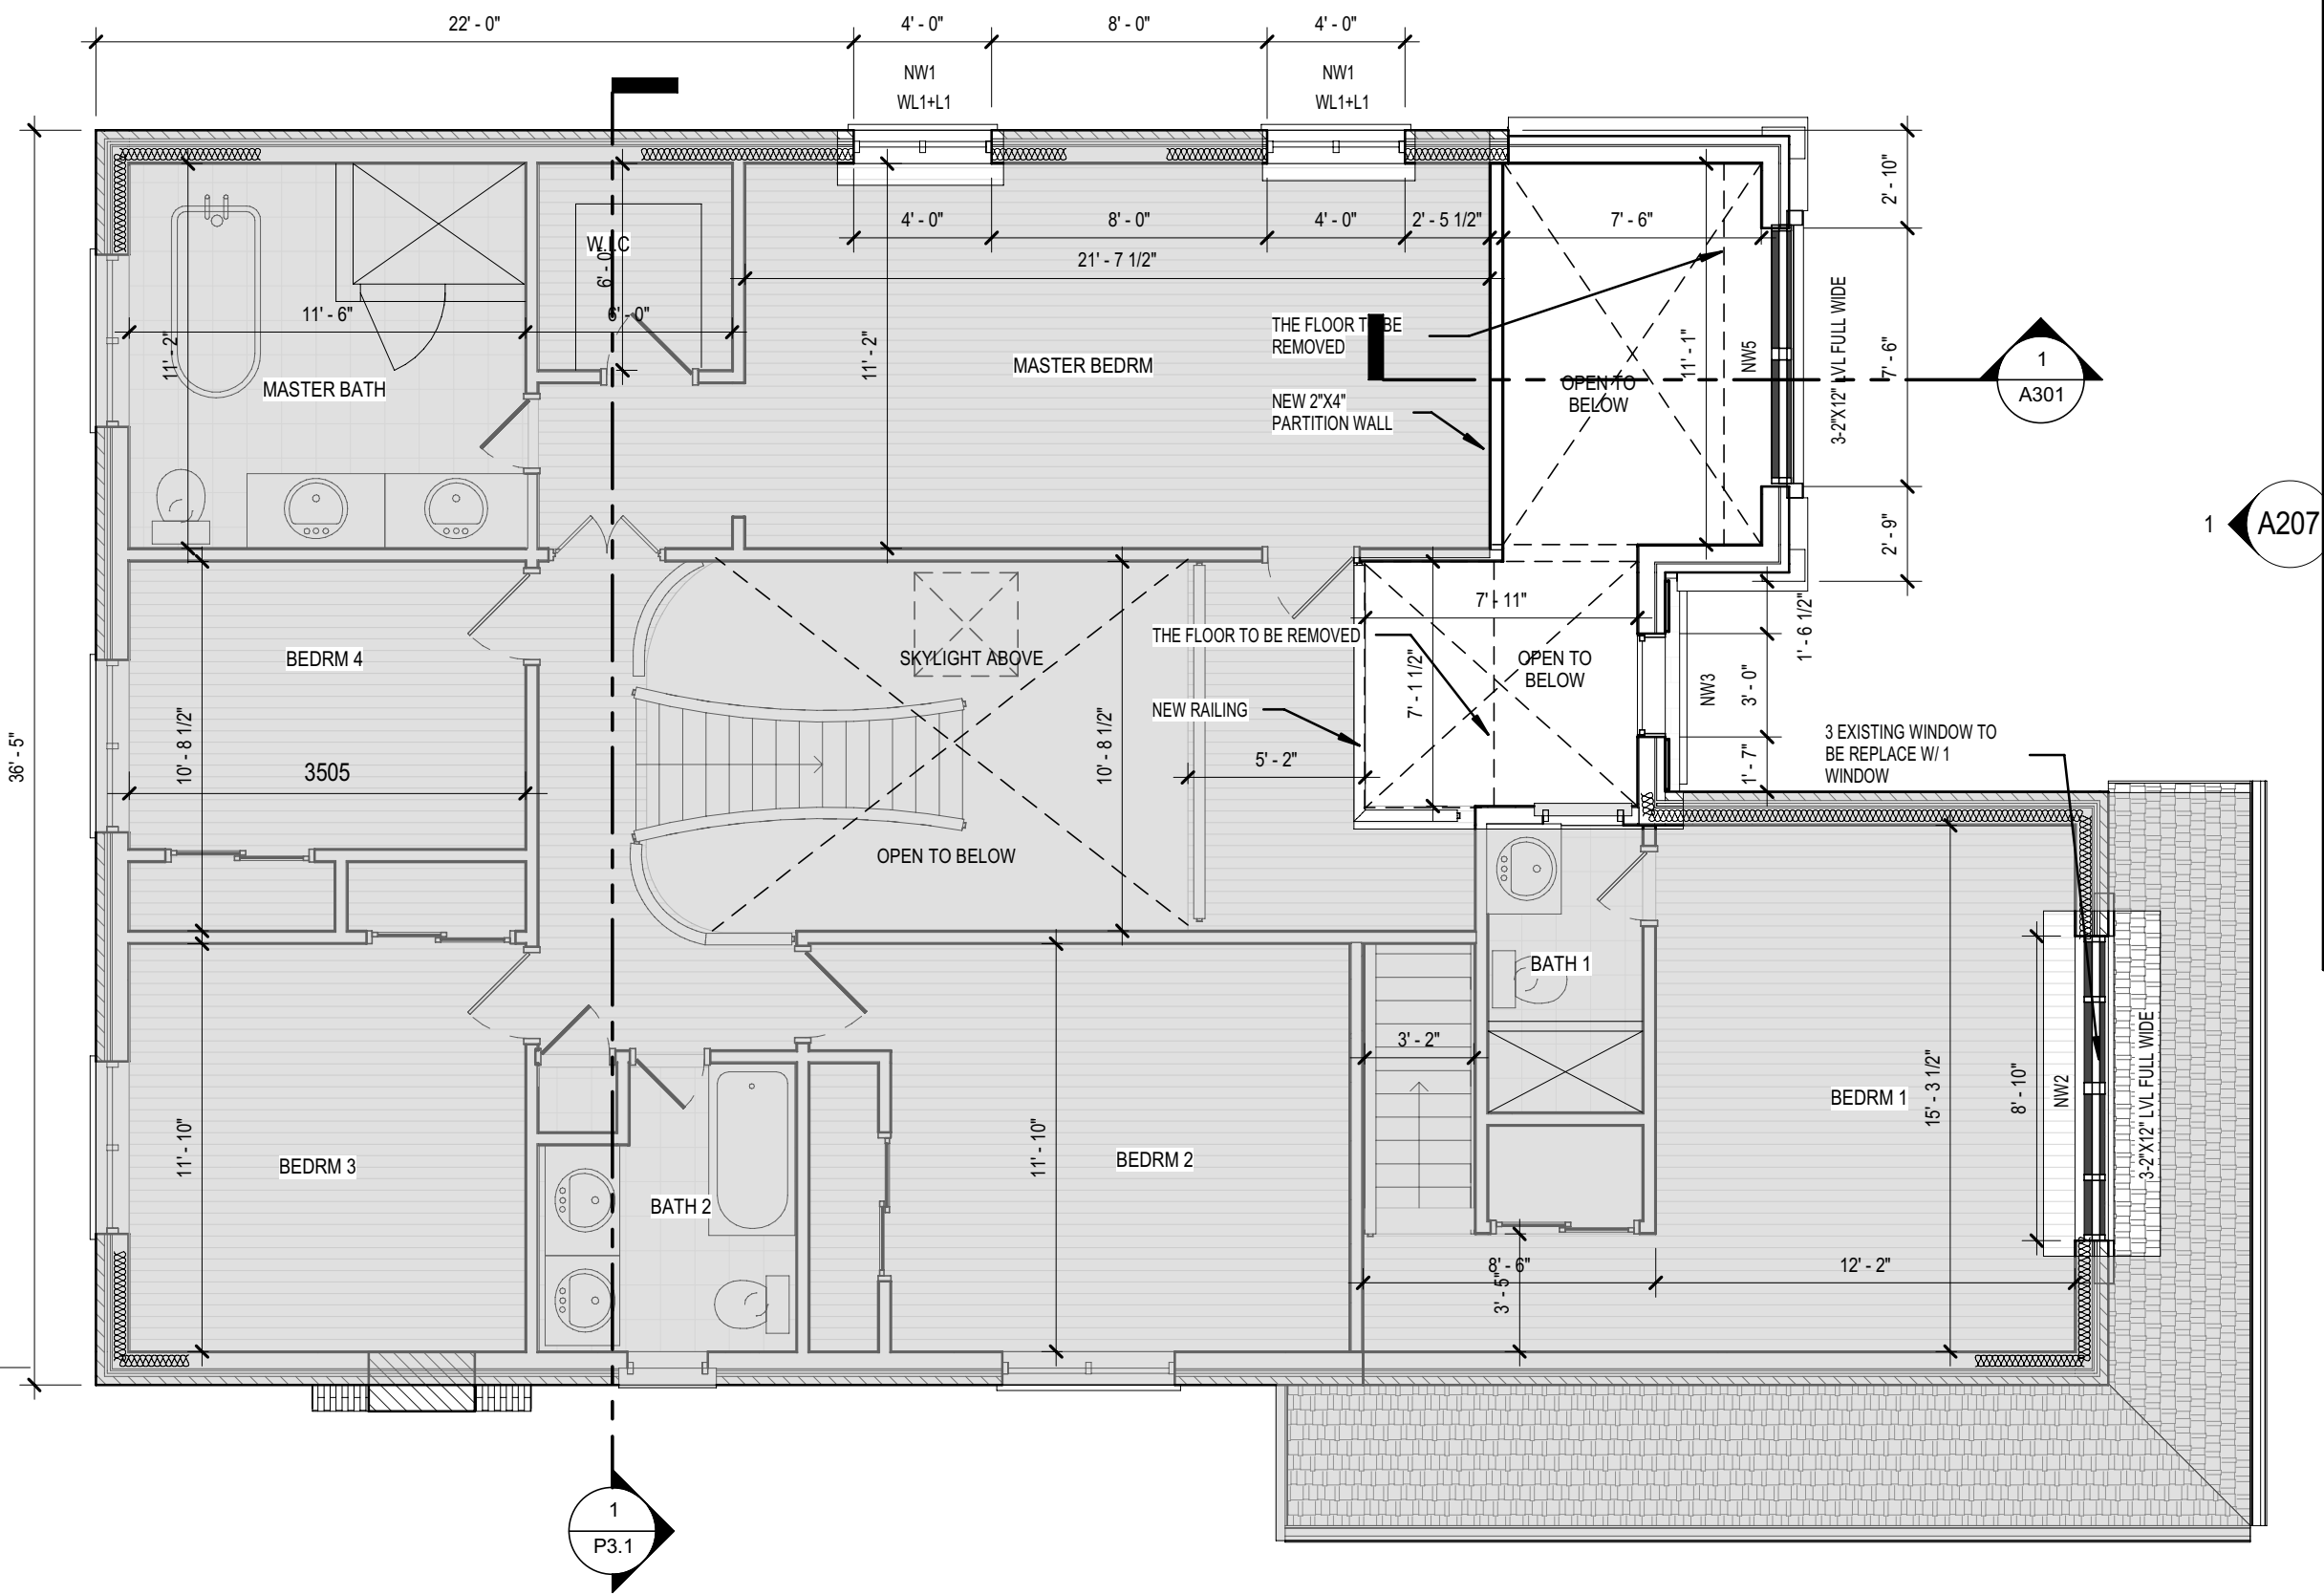 22' - 0"
4' - 0"
8' - 0"
4' - 0"
NW1
WL1+L1
NW1
WL1+L1
2' - 10"
4' - 0"
8' - 0"
4' - 0"
2' - 5 1/2"
7' - 6"
W.I.C
6' - 0"
21' - 7 1/2"
11' - 6"
6' - 0"
11' - 2"
MASTER BATH
11' - 2"
MASTER BEDRM
THE FLOOR TO BE
REMOVED
NEW 2"X4"
PARTITION WALL
11' - 1"
OPEN TO
BELOW
NW5
3-2"X12" LVL FULL WIDE
7' - 6"
1
A301
2' - 9"
1
A207
36' - 5"
BEDRM 4
10' - 8 1/2"
3505
SKYLIGHT ABOVE
OPEN TO BELOW
10' - 8 1/2"
7' - 11"
THE FLOOR TO BE REMOVED
OPEN TO
BELOW
7' - 1 1/2"
NEW RAILING
5' - 2"
1' - 6 1/2"
NW3
3' - 0"
1' - 7"
3 EXISTING WINDOW TO
BE REPLACE W/ 1
WINDOW
BATH 1
3' - 2"
BEDRM 1
15' - 3 1/2"
8' - 10"
NW2
3-2"X12" LVL FULL WIDE
11' - 10"
BEDRM 3
BATH 2
11' - 10"
BEDRM 2
8' - 6"
12' - 2"
3' - 5"
1
P3.1